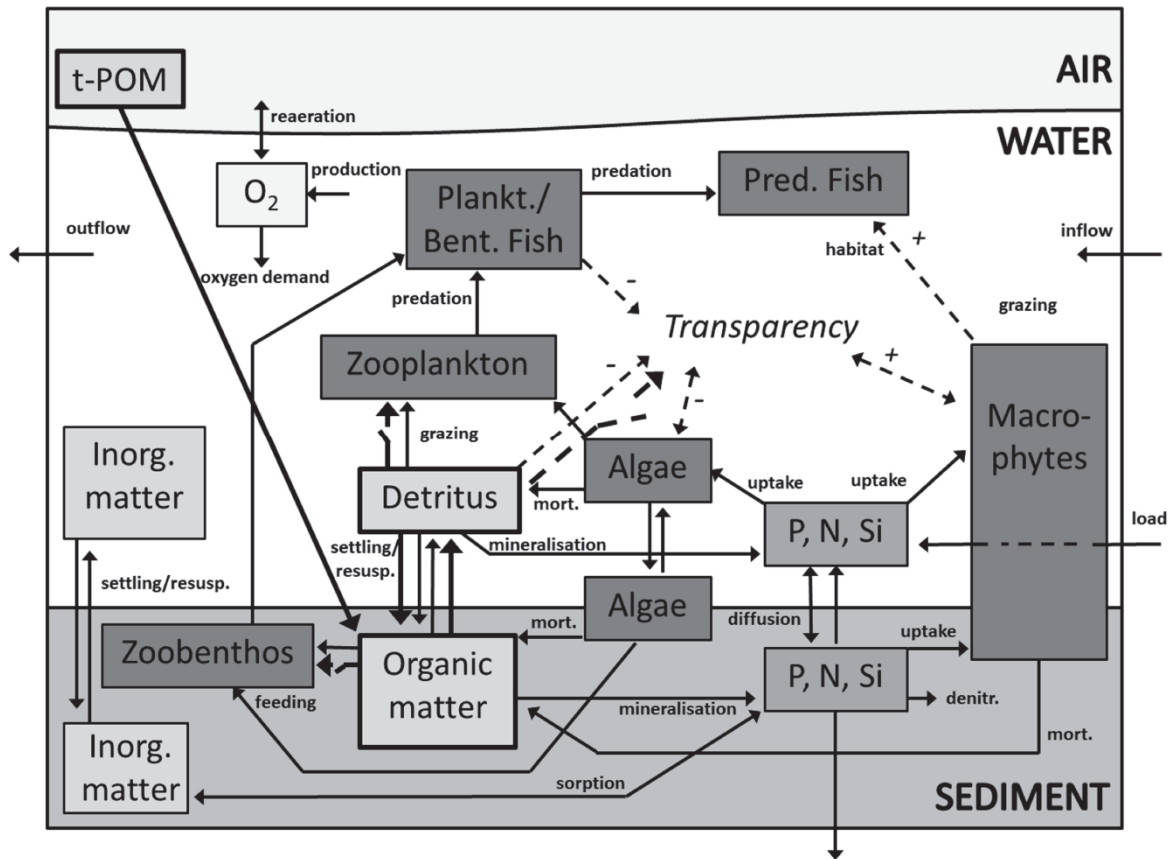 t-POM
AIR
reaeration
WATER
O₂
production
Plankt./
Bent. Fish
predation
Pred. Fish
outflow
oxygen demand
inflow
habitat
+
-
predation
grazing
Transparency
Zooplankton
-
-
+
grazing
Macro-
phytes
Inorg.
matter
Detritus
Algae
mort.
uptake
uptake
P, N, Si
load
settling/
resusp.
mineralisation
settling/resusp.
Algae
mort.
diffusion
uptake
Zoobenthos
Organic
matter
P, N, Si
feeding
mineralisation
denitr.
mort.
Inorg.
matter
sorption
SEDIMENT